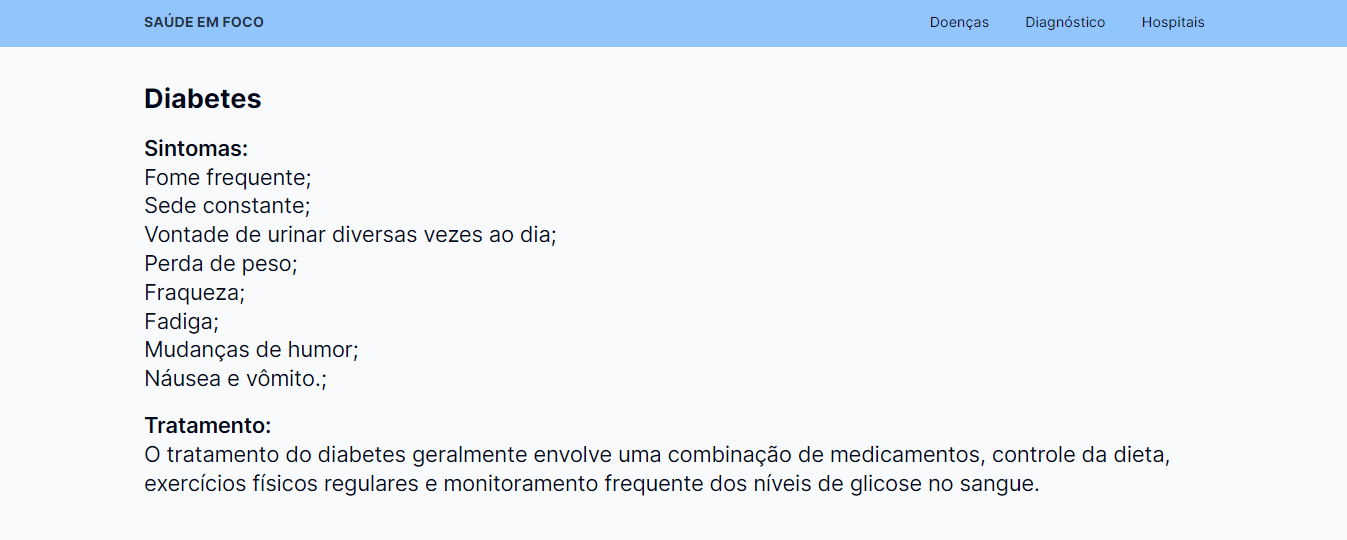 SAÚDE EM FOCO Doenças Diagnóstico Hospitais
Diabetes
Sintomas:
Fome frequente;
Sede constante;
Vontade de urinar diversas vezes ao dia;
Perda de peso;
Fraqueza;
Fadiga;
Mudanças de humor;
Náusea e vômito.;
Tratamento:
O tratamento do diabetes geralmente envolve uma combinação de medicamentos, controle da dieta,
exercícios físicos regulares e monitoramento frequente dos níveis de glicose no sangue.